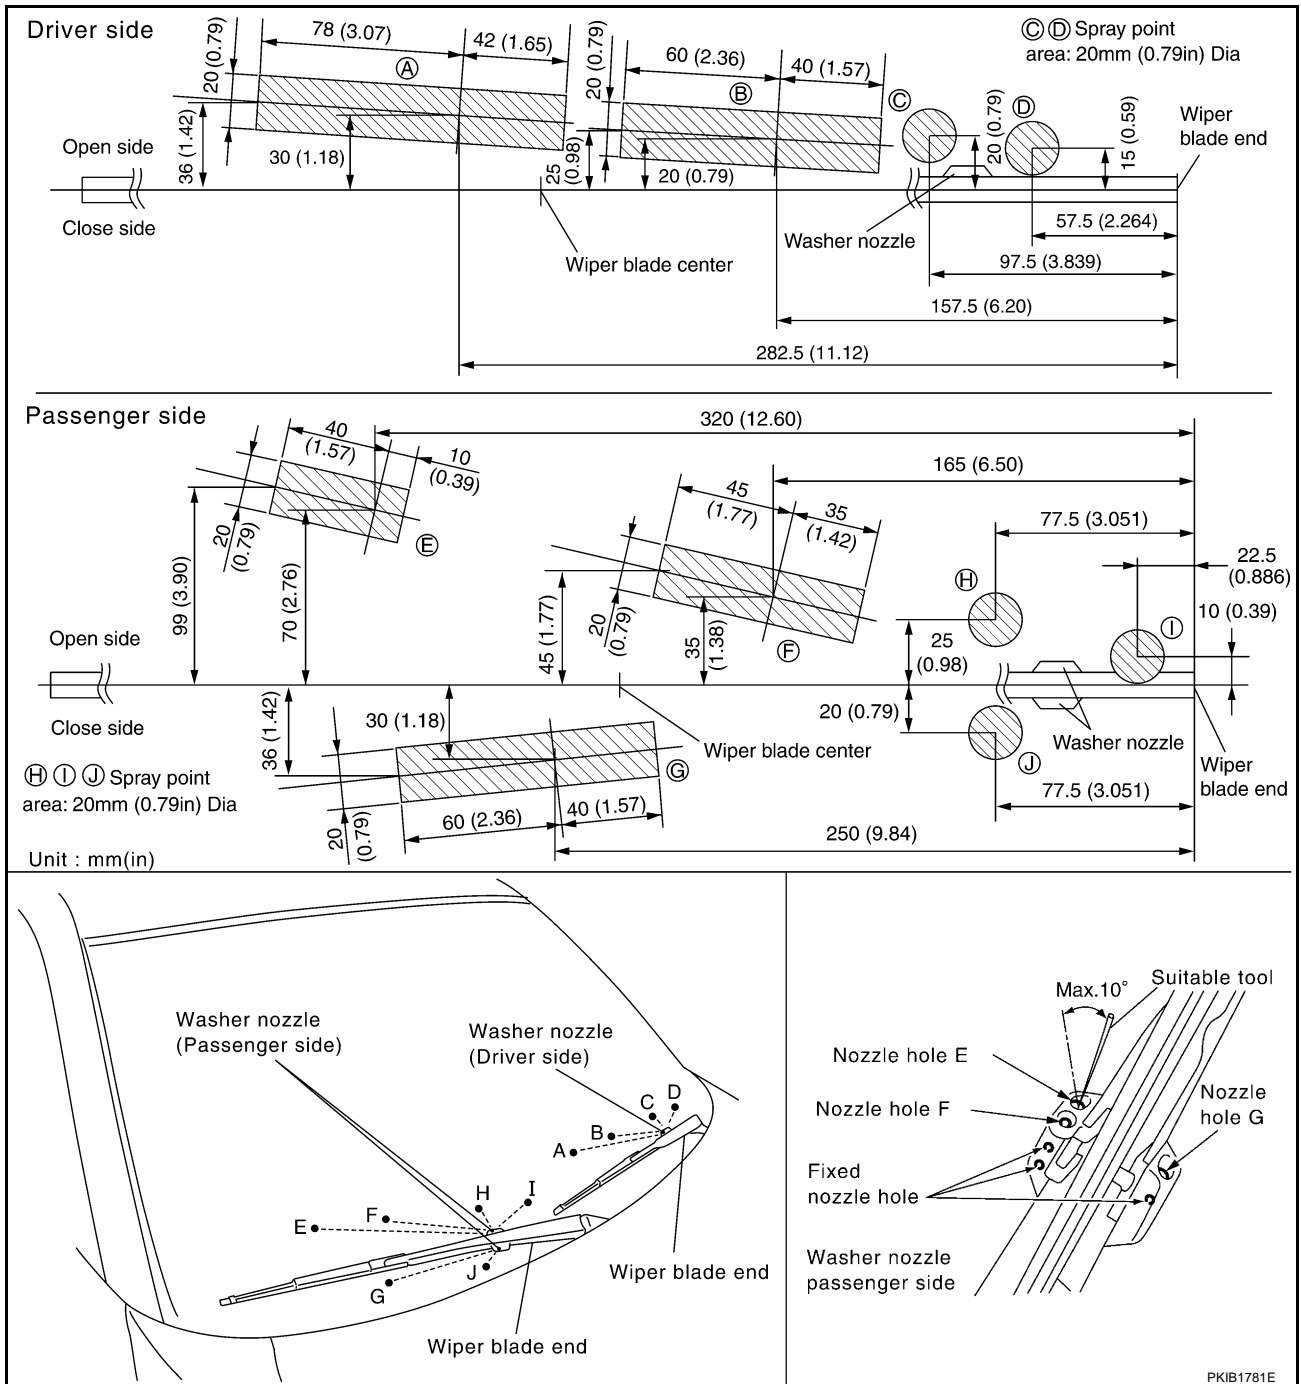 Driver side
78 (3.07)
42 (1.65)
20 (0.79)
A
36 (1.42)
30 (1.18)
60 (2.36)
40 (1.57)
20 (0.79)
B
25
(0.98)
20 (0.79)
C D Spray point
area: 20mm (0.79in) Dia
C
D
20 (0.79)
15 (0.59)
Wiper
blade end
Open side
Close side
Washer nozzle
Wiper blade center
57.5 (2.264)
97.5 (3.839)
157.5 (6.20)
282.5 (11.12)
Passenger side
320 (12.60)
40
(1.57)
10
(0.39)
20
(0.79)
E
99 (3.90)
70 (2.76)
165 (6.50)
45
(1.77)
35
(1.42)
20
(0.79)
F
45 (1.77)
35
(1.38)
77.5 (3.051)
22.5
(0.886)
10 (0.39)
H
I
25
(0.98)
Open side
Close side
36 (1.42)
30 (1.18)
20 (0.79)
J
Washer nozzle
Wiper blade center
Wiper
blade end
G
H I J Spray point
area: 20mm (0.79in) Dia
20
(0.79)
60 (2.36)
40 (1.57)
77.5 (3.051)
250 (9.84)
Unit : mm(in)
Washer nozzle
(Passenger side)
Washer nozzle
(Driver side)
C
D
B
A
H
I
F
E
J
G
Wiper blade end
Wiper blade end
Suitable tool
Max.10°
Nozzle hole E
Nozzle hole F
Nozzle
hole G
Fixed
nozzle hole
Washer nozzle
passenger side
PKIB1781E